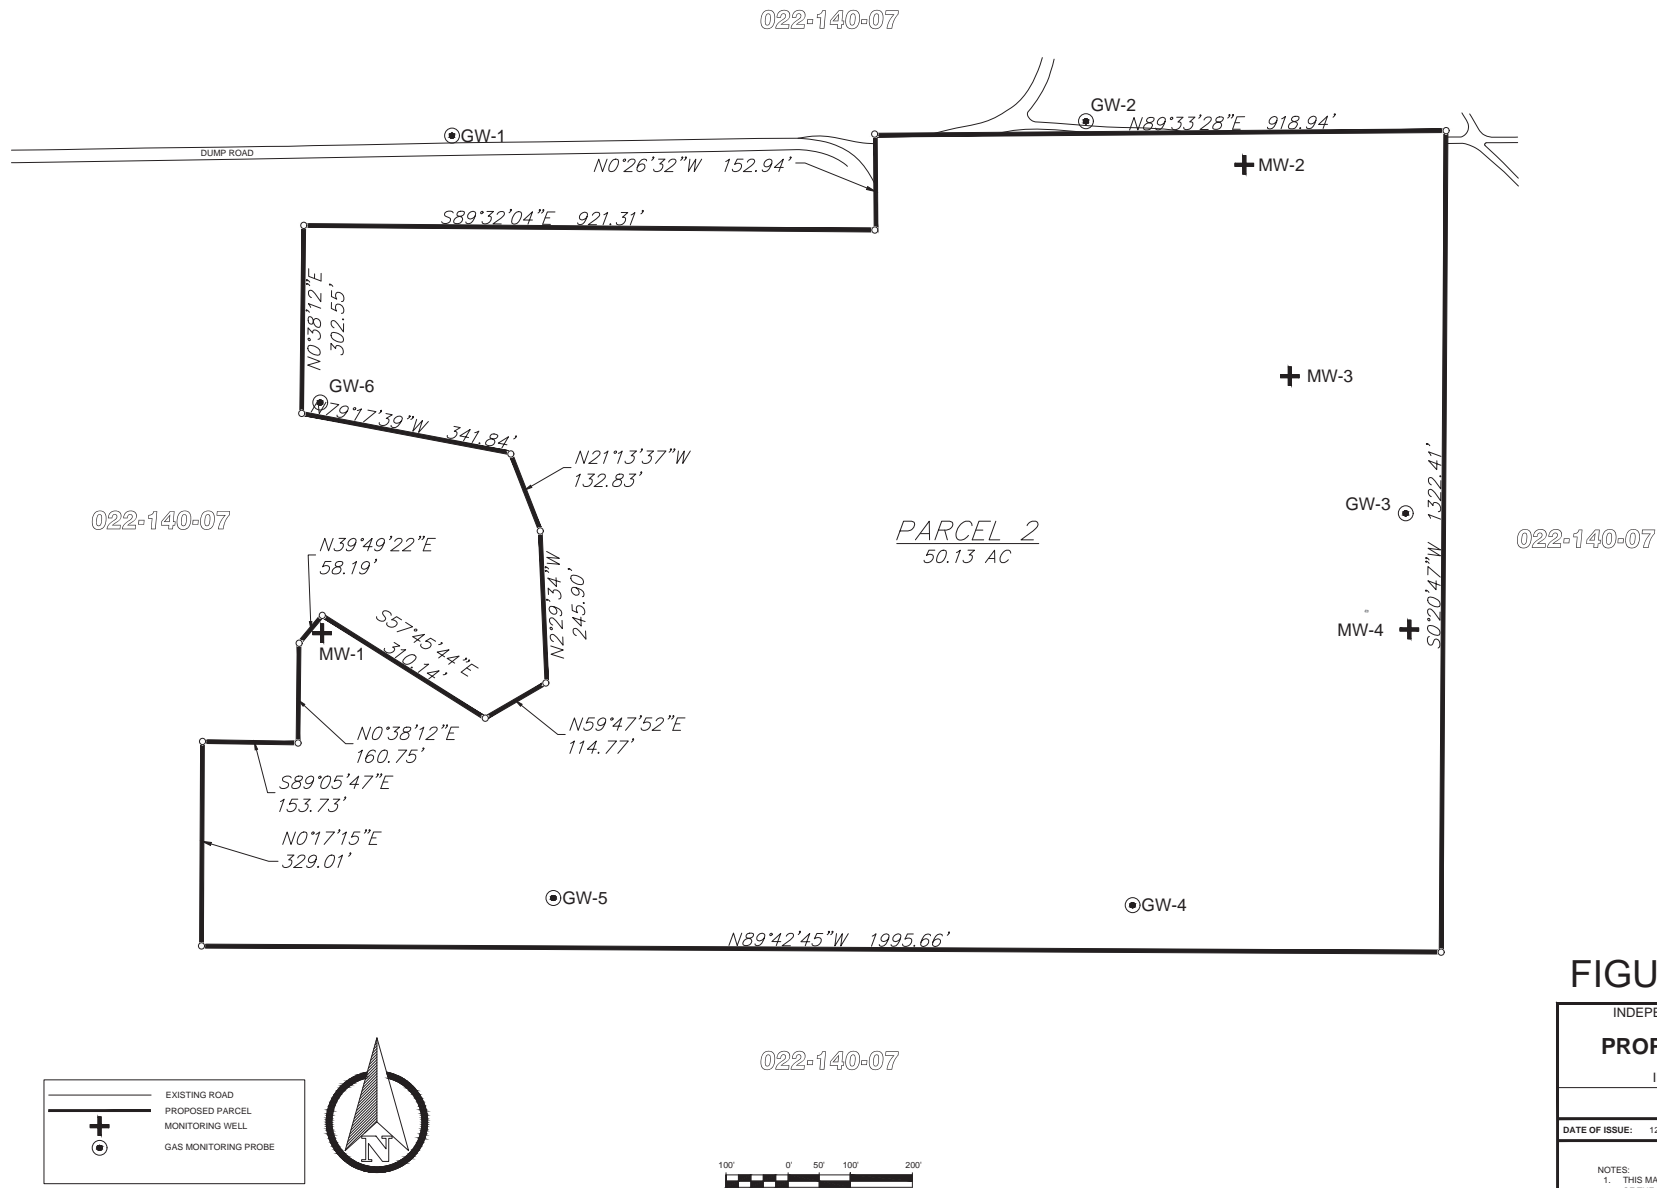 022-140-07
GW-2
N89°33'28"E 918.94'
GW-1
DUMP ROAD
N0°26'32"W 152.94'
MW-2
S89°32'04"E 921.31'
N0°38'12"E
302.55'
MW-3
GW-6
N79°17'39"W 341.84'
N21°13'37"W
132.83'
S0°20'47"W 1322.41'
GW-3
022-140-07
PARCEL 2
50.13 AC
022-140-07
N39°49'22"E
58.19'
N2°29'34"W
245.90'
S57°45'44"E
310.14'
MW-4
MW-1
N59°47'52"E
114.77'
N0°38'12"E
160.75'
S89°05'47"E
153.73'
N0°17'15"E
329.01'
GW-5
GW-4
N89°42'45"W 1995.66'
FIGU
INDEPE
PROP
I
022-140-07
EXISTING ROAD
PROPOSED PARCEL
MONITORING WELL
GAS MONITORING PROBE
N
DATE OF ISSUE: 12
100' 0' 50' 100' 200'
NOTES:
1. THIS MA